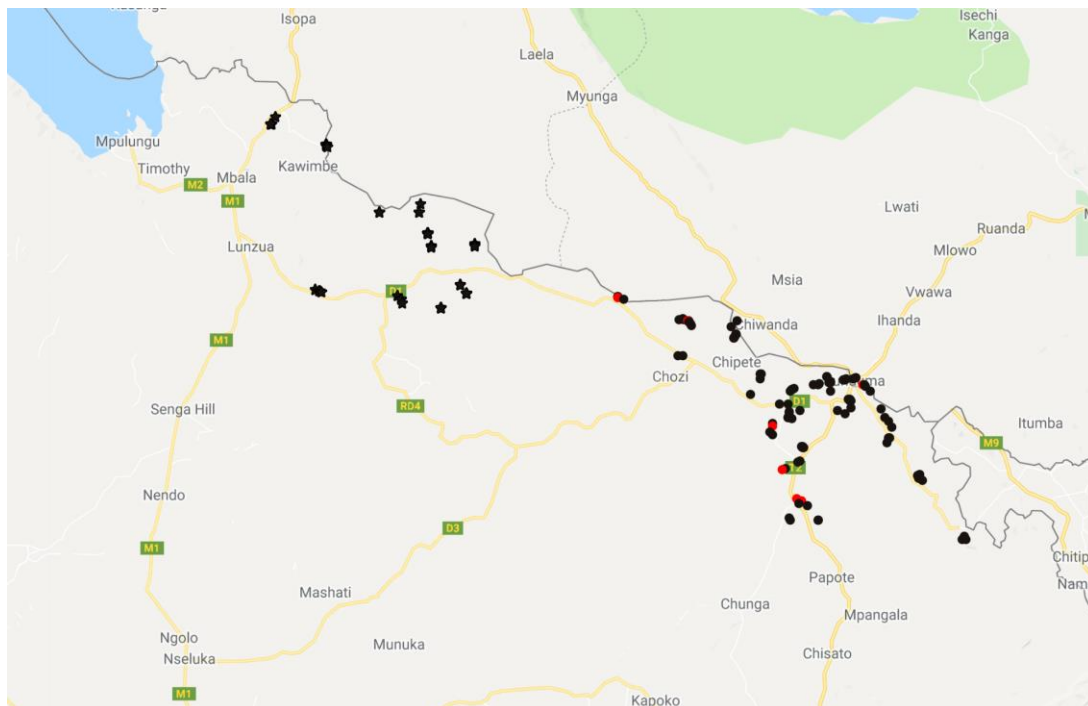 Isopa
Isechi
Kanga
Laela
Myunga
Mpulungu
Timothy
Kawimbe
Mbala
M2
M1
Lwati
Ruanda
Lunzua
Mlowo
Msia
Vwawa
M1
Chiwanda
Ihanda
Chipete
Chozi
D1
RD4
Senga Hill
Itumba
M9
Nendo
D3
M1
Chitip
Papote
Nam
Mashati
Chunga
Mpangala
Ngolo
Munuka
Nseluka
Chisato
M1
Kapoko